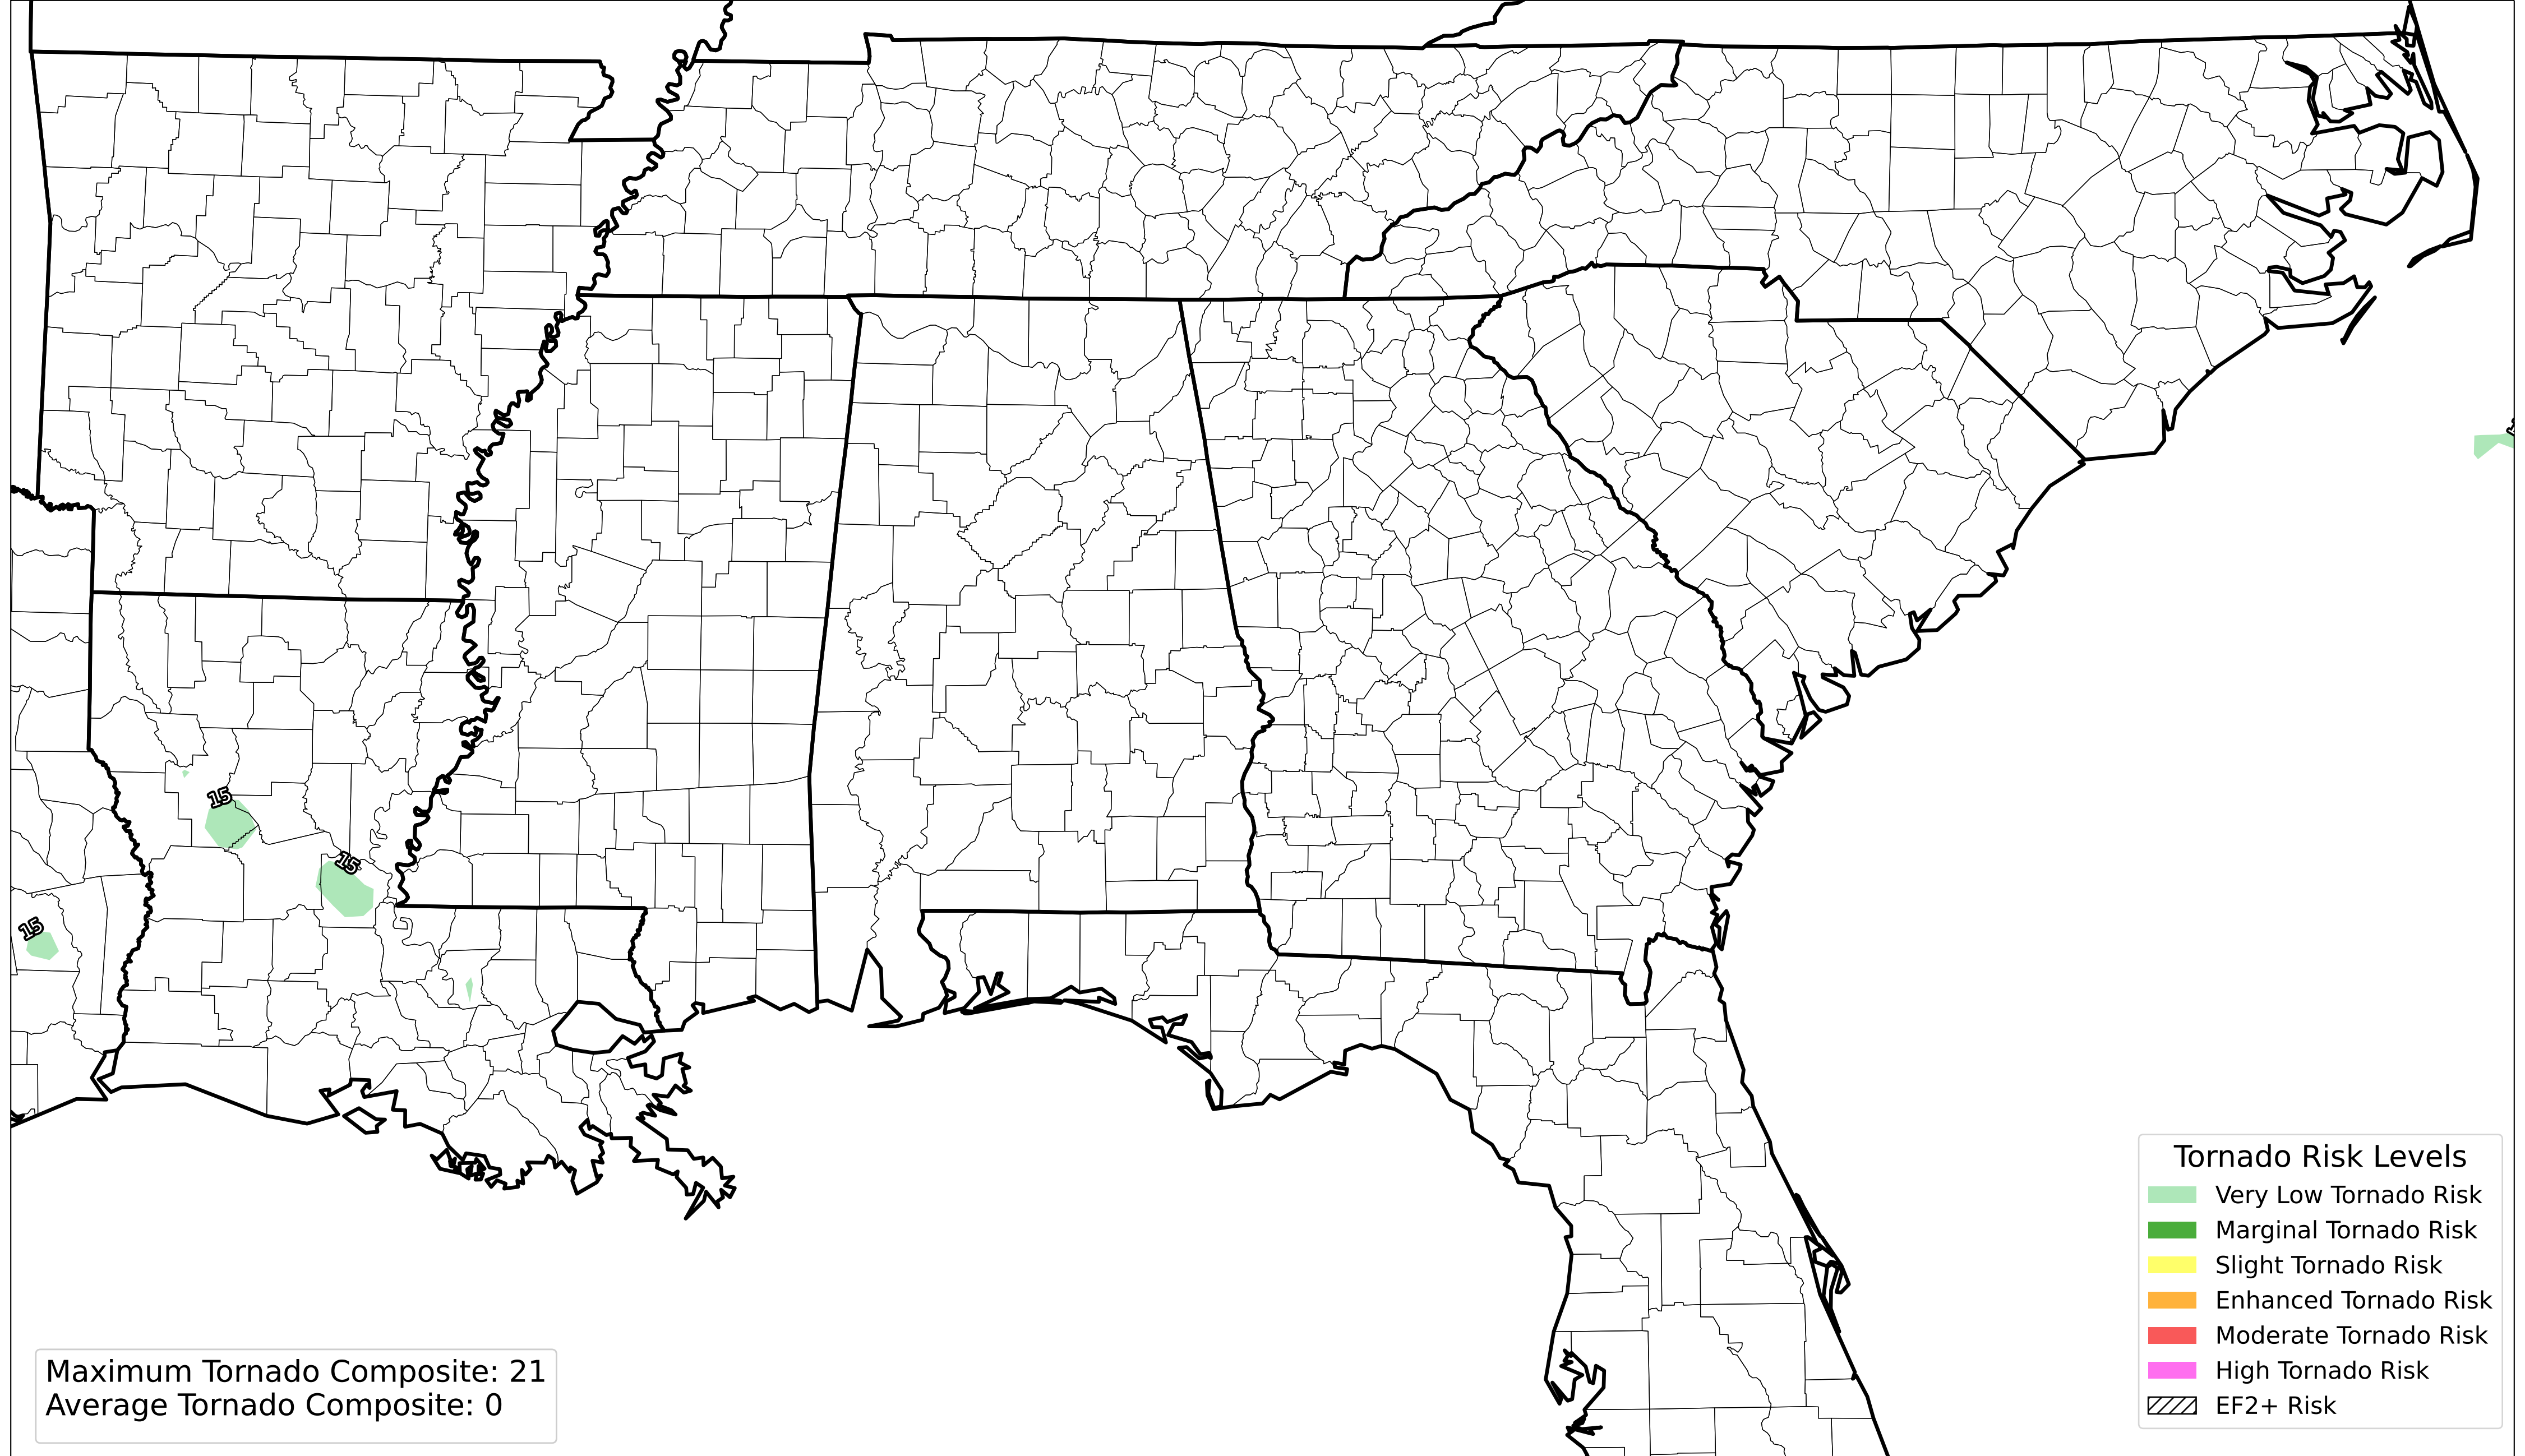 15
15
15
Tornado Risk Levels
Very Low Tornado Risk
Marginal Tornado Risk
Slight Tornado Risk
Enhanced Tornado Risk
Moderate Tornado Risk
High Tornado Risk
EF2+ Risk
Maximum Tornado Composite: 21
Average Tornado Composite: 0